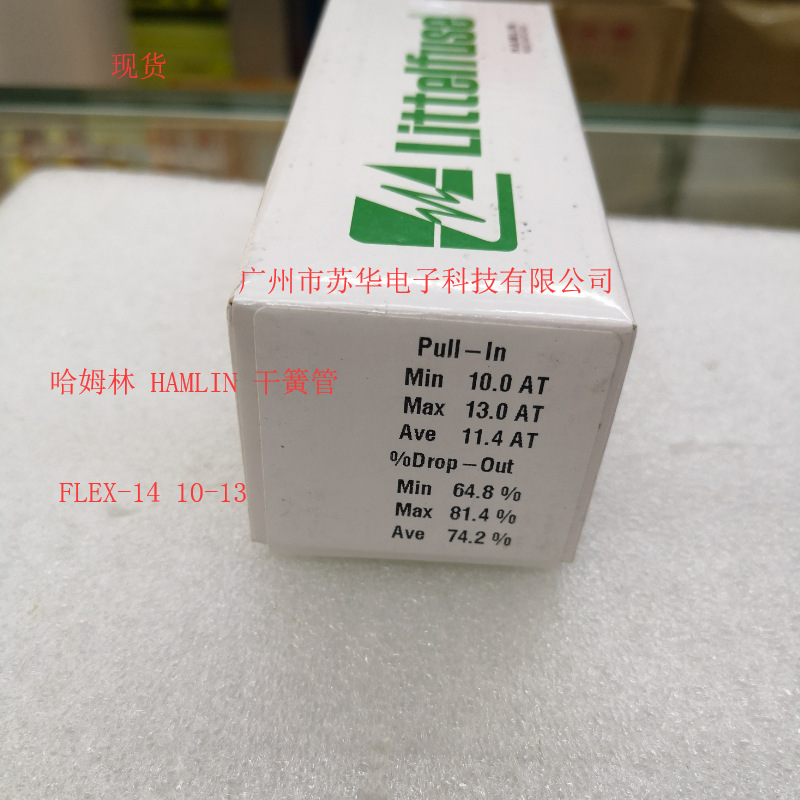 现货
Littelfuse
广州市苏华电子科技有限公司
Pull-In
Min 10.0 AT
Max 13.0 AT
Ave 11.4 AT
%Drop-Out
Min 64.8 %
Max 81.4 %
Ave 74.2 %
哈姆林 HAMLIN 干簧管
FLEX-14 10-13